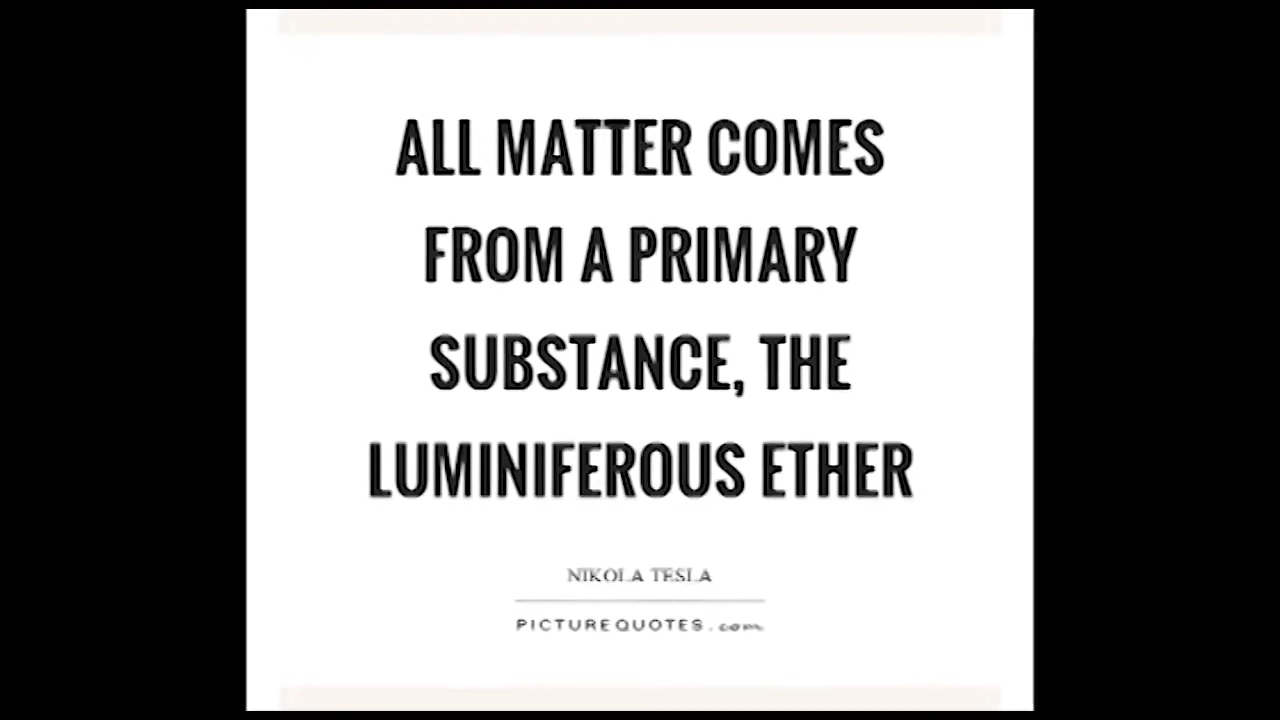 ALL MATTER COMES
FROM A PRIMARY
SUBSTANCE, THE
LUMINIFEROUS ETHER
NIKOLA TESLA
PICTUREQUOTES.com